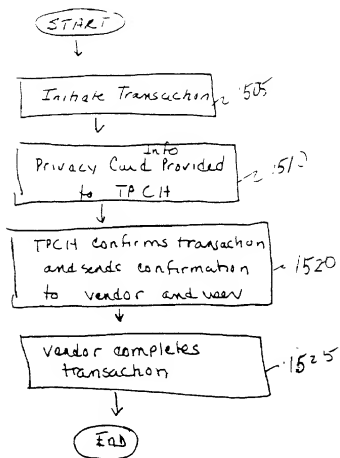 START
Initiate Transaction 1505
Info
Privacy Card Provided
to TPCH 1510
TPCH confirms transaction
and sends confirmation 1520
to vendor and user
vendor completes
transaction 1525
END